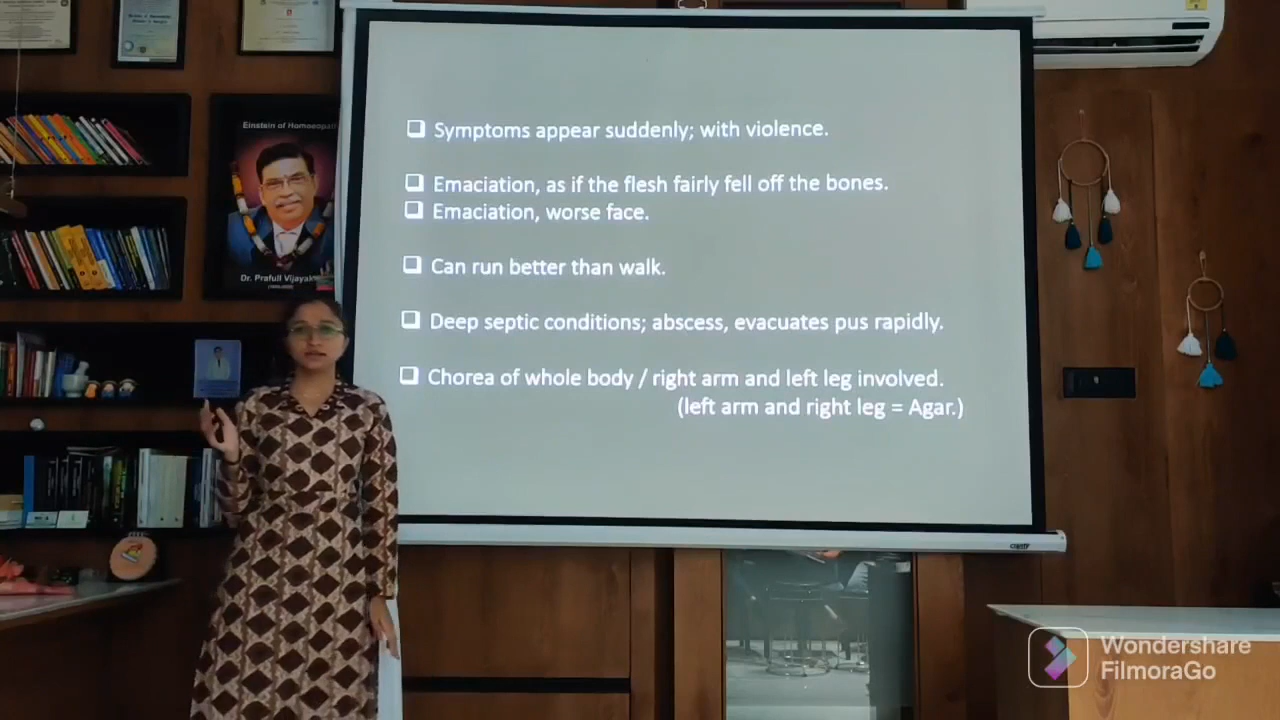 Einstein of Homoeopat
Dr. Prafull Vijayak
❑ Symptoms appear suddenly; with violence.
❑ Emaciation, as if the flesh fairly fell off the bones.
❑ Emaciation, worse face.
❑ Can run better than walk.
❑ Deep septic conditions; abscess, evacuates pus rapidly.
❑ Chorea of whole body / right arm and left leg involved.
(left arm and right leg = Agar.)
Wondershare
FilmoraGo